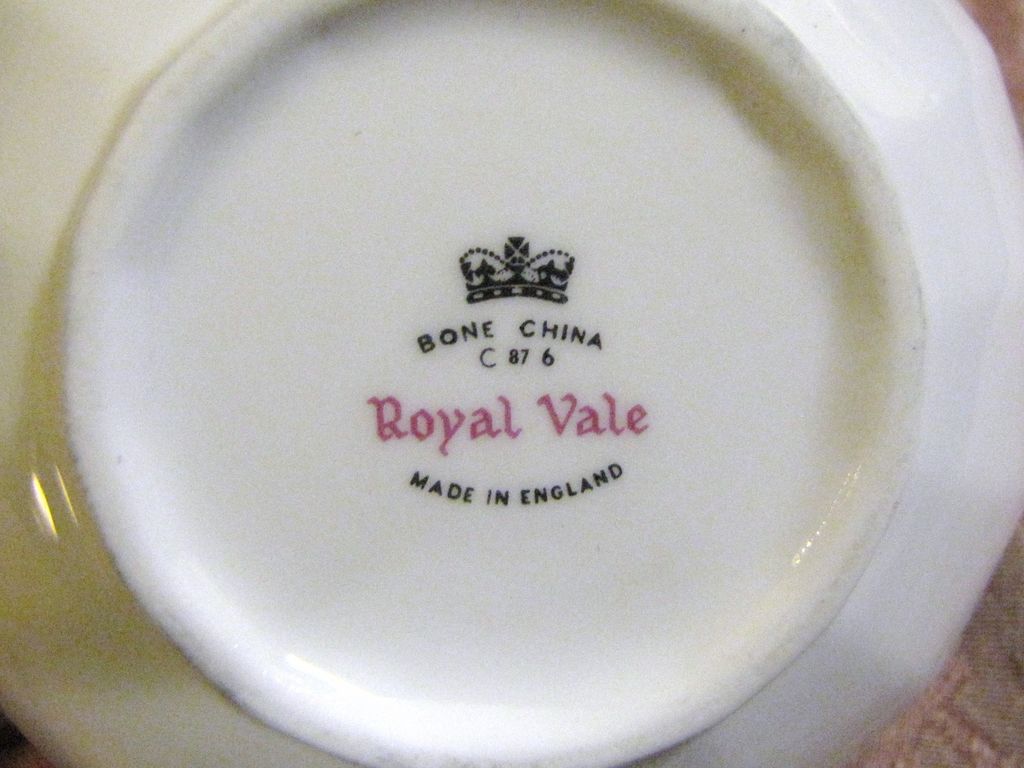 BONE CHINA
C 87 6
Royal Vale
MADE IN ENGLAND